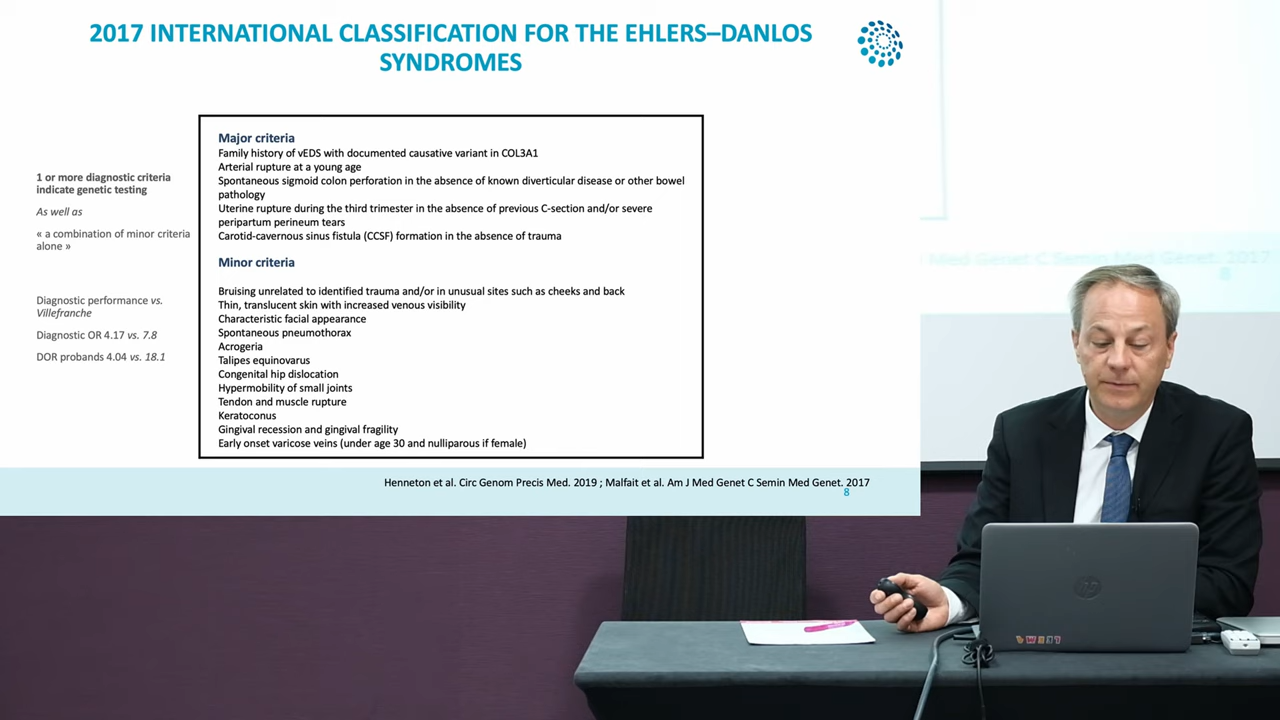 2017 INTERNATIONAL CLASSIFICATION FOR THE EHLERS–DANLOS
SYNDROMES
1 or more diagnostic criteria
indicate genetic testing
As well as
« a combination of minor criteria
alone »
Diagnostic performance vs.
Villefranche
Diagnostic OR 4.17 vs. 7.8
DOR probands 4.04 vs. 18.1
Major criteria
Family history of vEDS with documented causative variant in COL3A1
Arterial rupture at a young age
Spontaneous sigmoid colon perforation in the absence of known diverticular disease or other bowel
pathology
Uterine rupture during the third trimester in the absence of previous C-section and/or severe
peripartum perineum tears
Carotid-cavernous sinus fistula (CCSF) formation in the absence of trauma
Minor criteria
Bruising unrelated to identified trauma and/or in unusual sites such as cheeks and back
Thin, translucent skin with increased venous visibility
Characteristic facial appearance
Spontaneous pneumothorax
Acrogeria
Talipes equinovarus
Congenital hip dislocation
Hypermobility of small joints
Tendon and muscle rupture
Keratoconus
Gingival recession and gingival fragility
Early onset varicose veins (under age 30 and nulliparous if female)
Henneton et al. Circ Genom Precis Med. 2019 ; Malfait et al. Am J Med Genet C Semin Med Genet. 2017
8
Med Genet C Semin Med Genet. 2017
8
hp